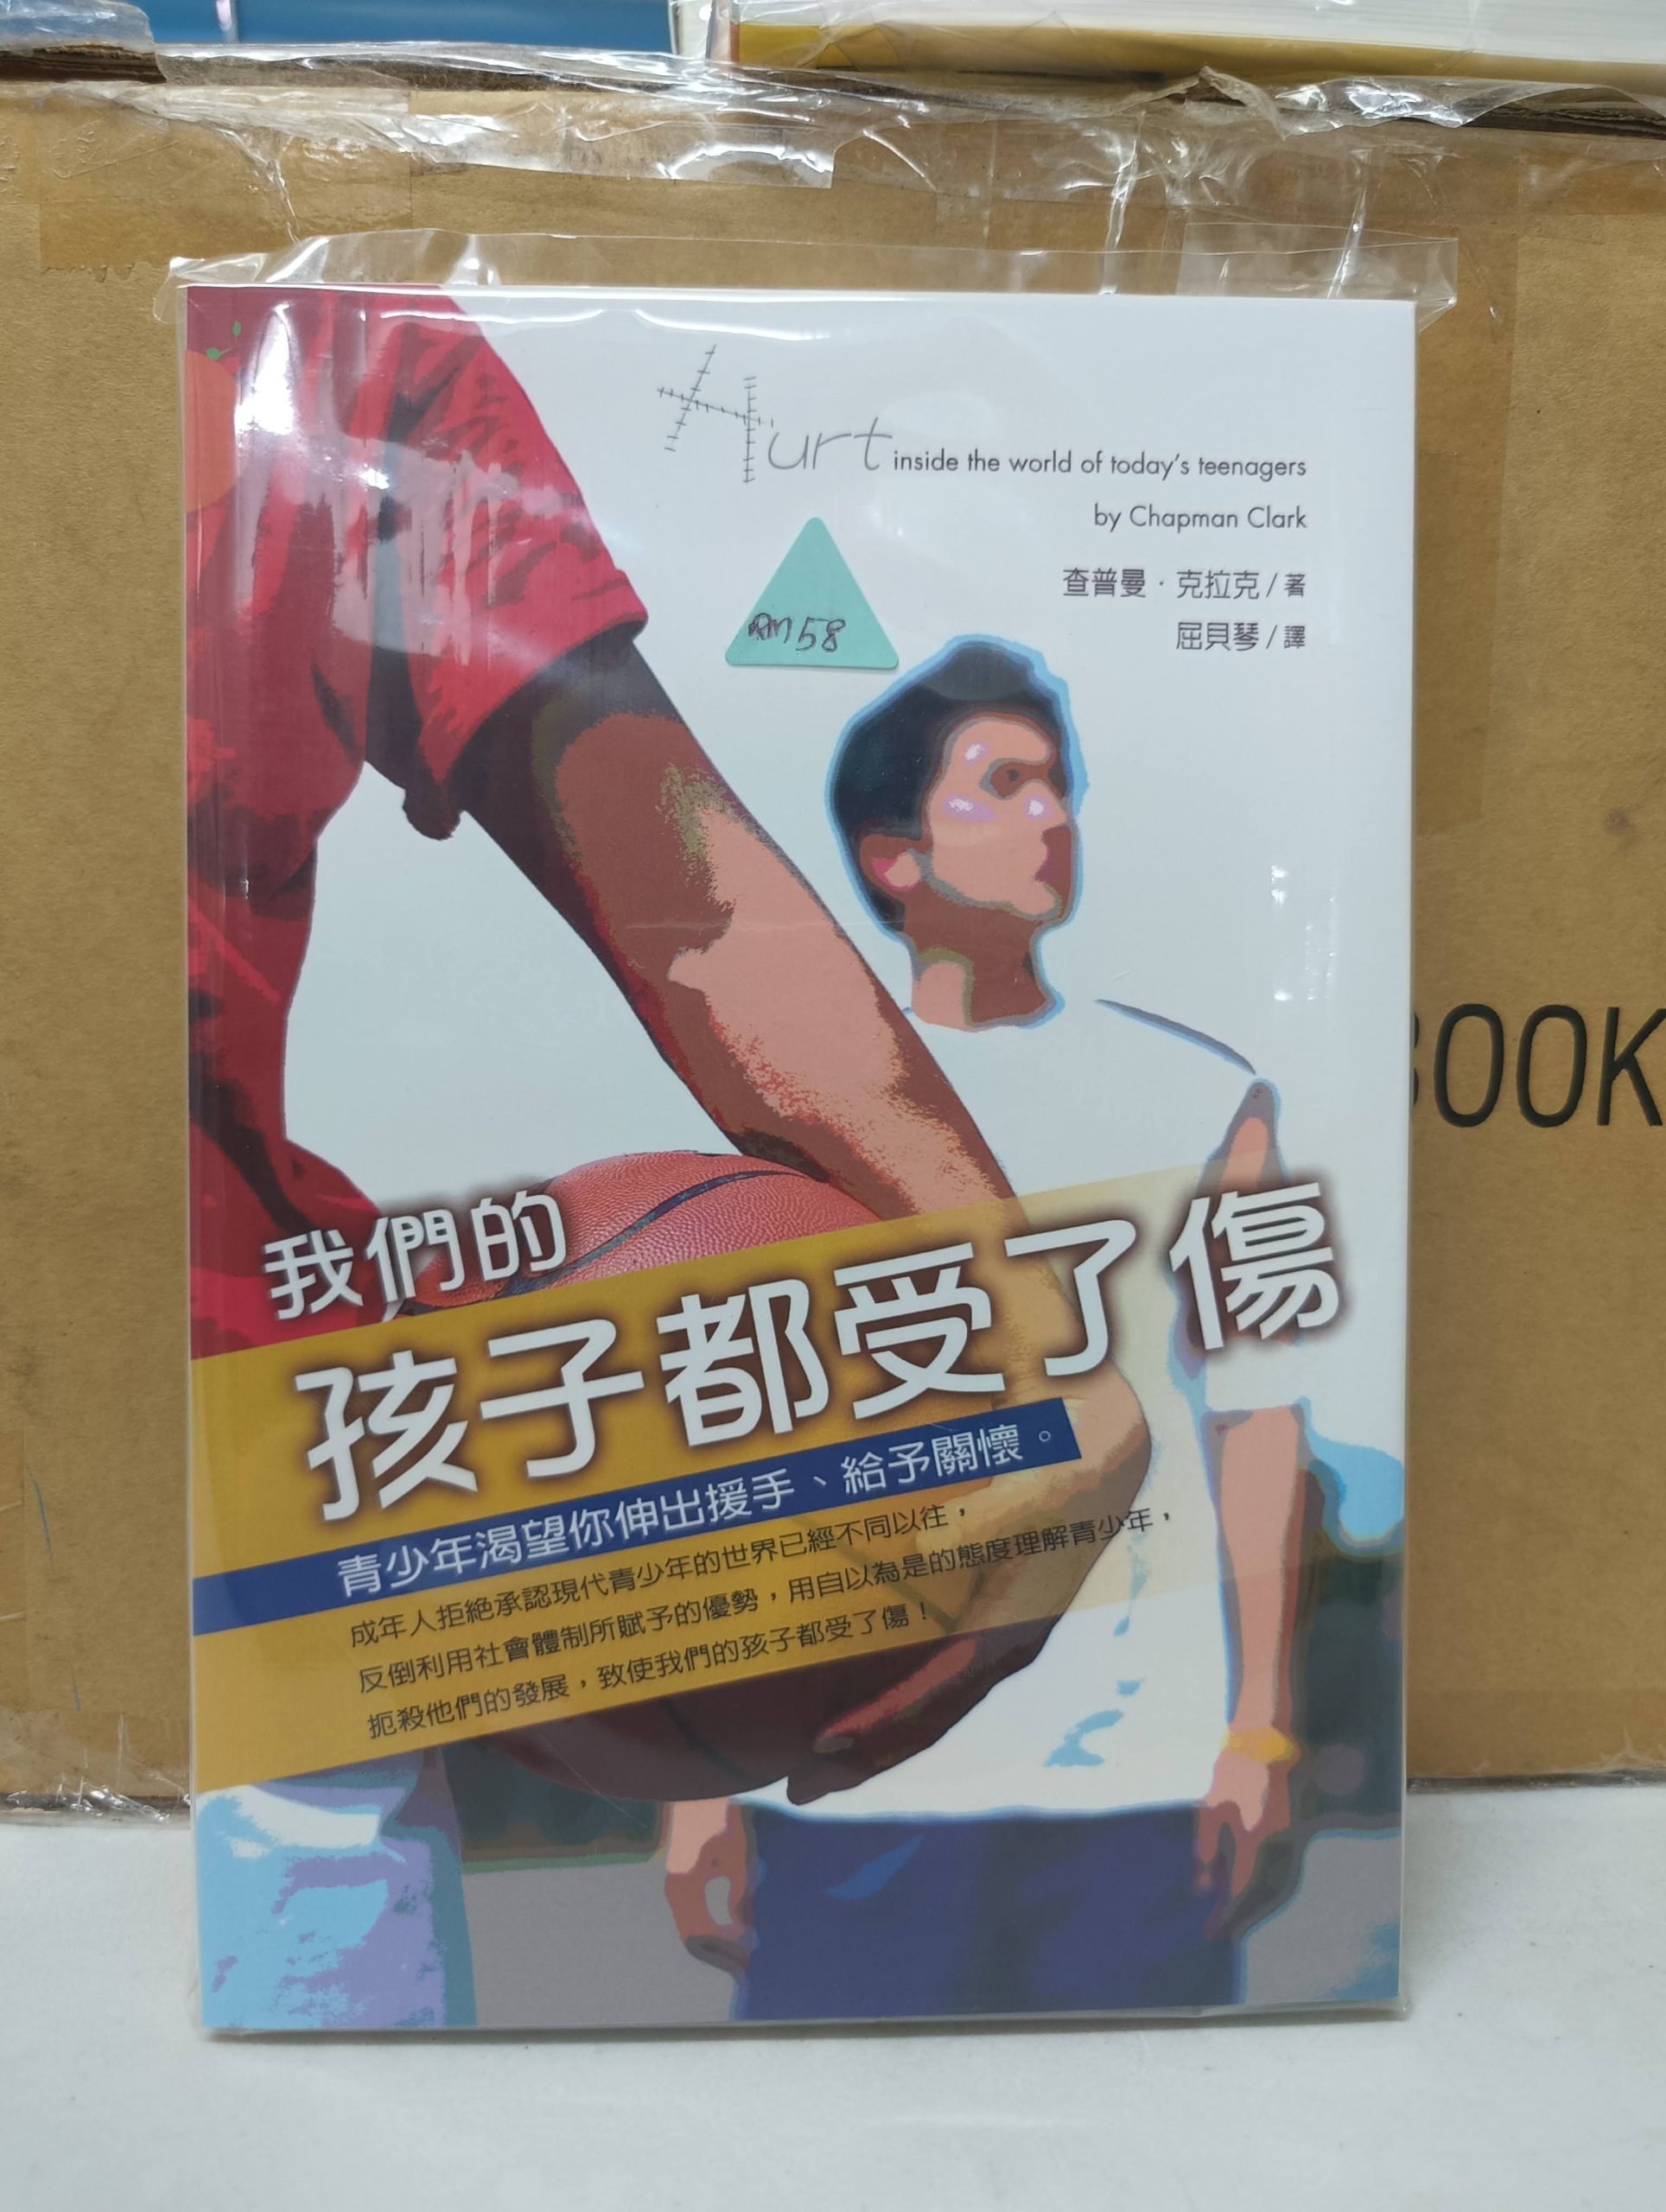 Hurt inside the world of today's teenagers
by Chapman Clark
查普曼·克拉克/著
屈貝琴/譯
RM58
BOOK
我們的
孩子都受了傷
青少年渴望你伸出援手、給予關懷。
成年人拒絕承認現代青少年的世界已經不同以往，
反倒利用社會體制所賦予的優勢，用自以為是的態度理解青少年，
扼殺他們的發展，致使我們的孩子都受了傷！